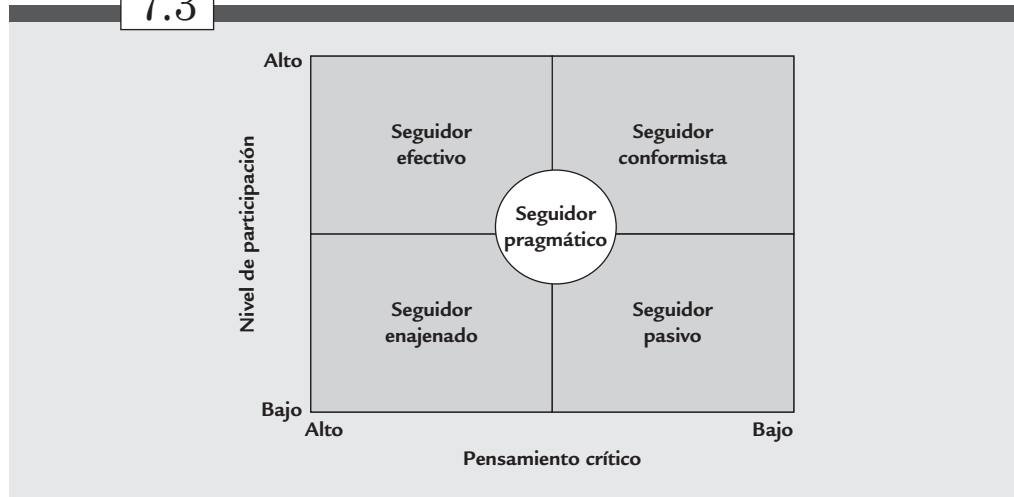 7.3
Alto
Seguidor
efectivo
Seguidor
conformista
Nivel de participación
Seguidor
pragmático
Seguidor
enajenado
Seguidor
pasivo
Bajo
Alto
Bajo
Pensamiento crítico